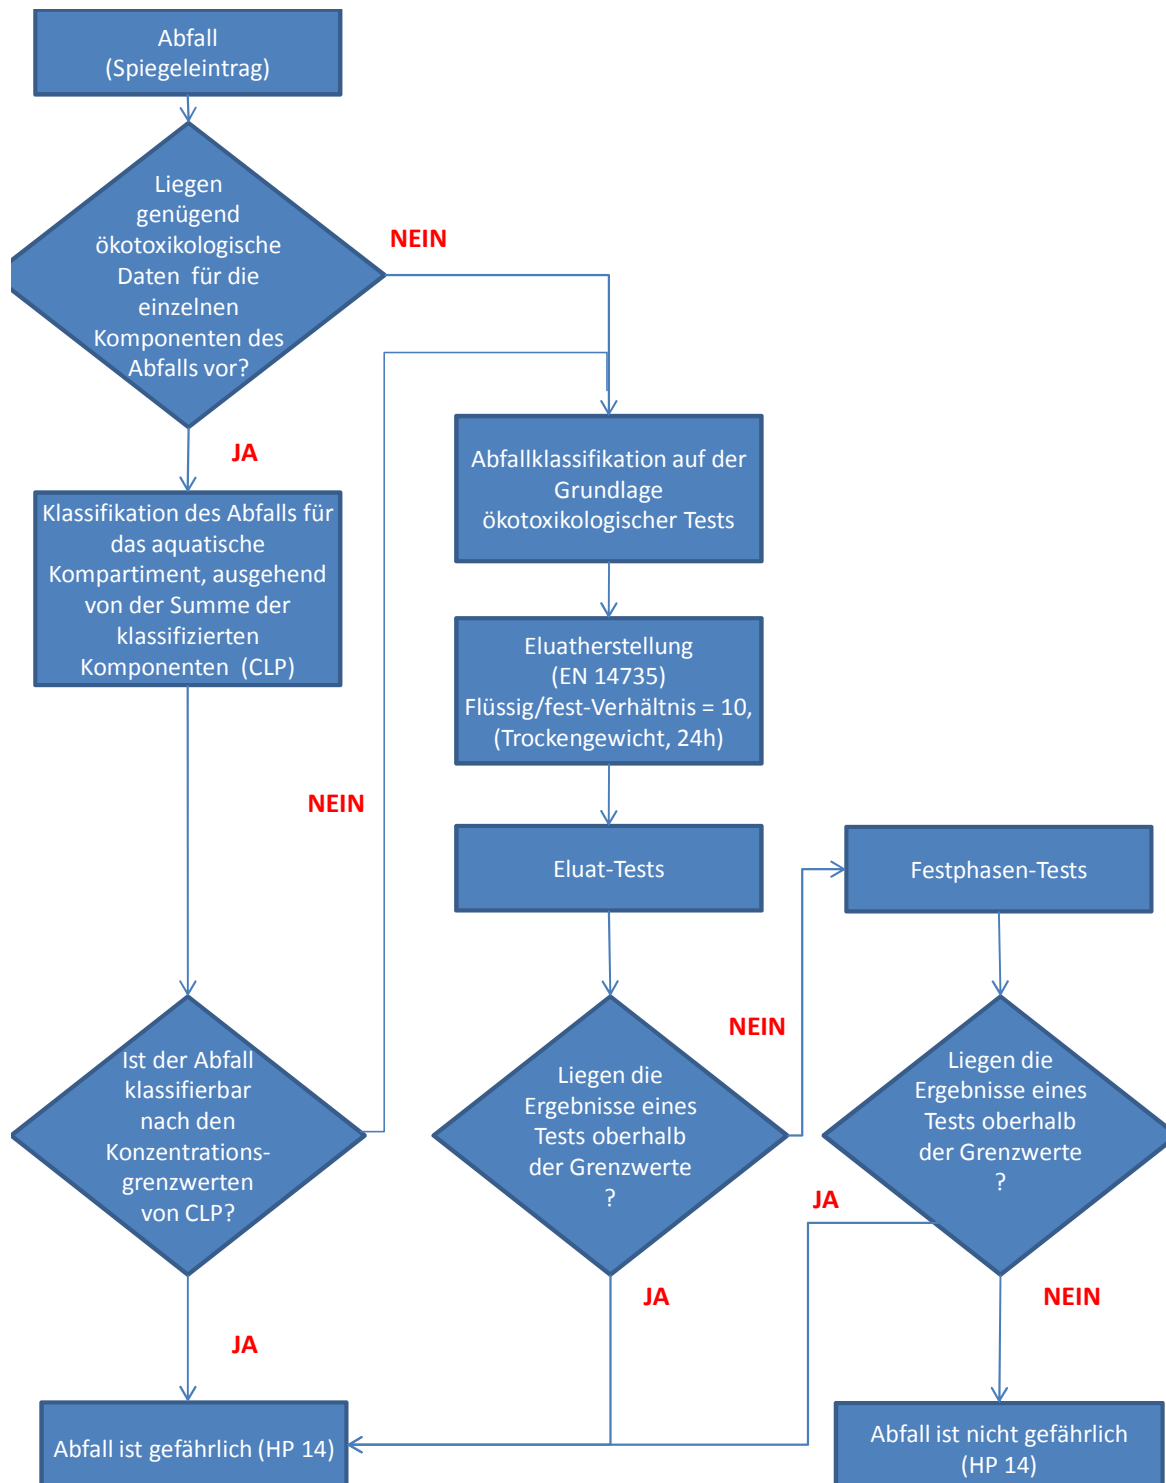 Abfall
(Spiegeleintrag)
Liegen
genügend
ökotoxikologische
Daten für die
einzelnen
Komponenten des
Abfalls vor?
NEIN
JA
Klassifikation des Abfalls für
das aquatische
Kompartiment, ausgehend
von der Summe der
klassifizierten
Komponenten (CLP)
Abfallklassifikation auf der
Grundlage
ökotoxikologischer Tests
Eluatherstellung
(EN 14735)
Flüssig/fest-Verhältnis = 10,
(Trockengewicht, 24h)
NEIN
Eluat-Tests
Festphasen-Tests
Ist der Abfall
klassifierbar
nach den
Konzentrations-
grenzwerten
von CLP?
Liegen die
Ergebnisse eines
Tests oberhalb
der Grenzwerte
?
NEIN
Liegen die
Ergebnisse eines
Tests oberhalb
der Grenzwerte
?
JA
JA
JA
NEIN
Abfall ist gefährlich (HP 14)
Abfall ist nicht gefährlich
(HP 14)